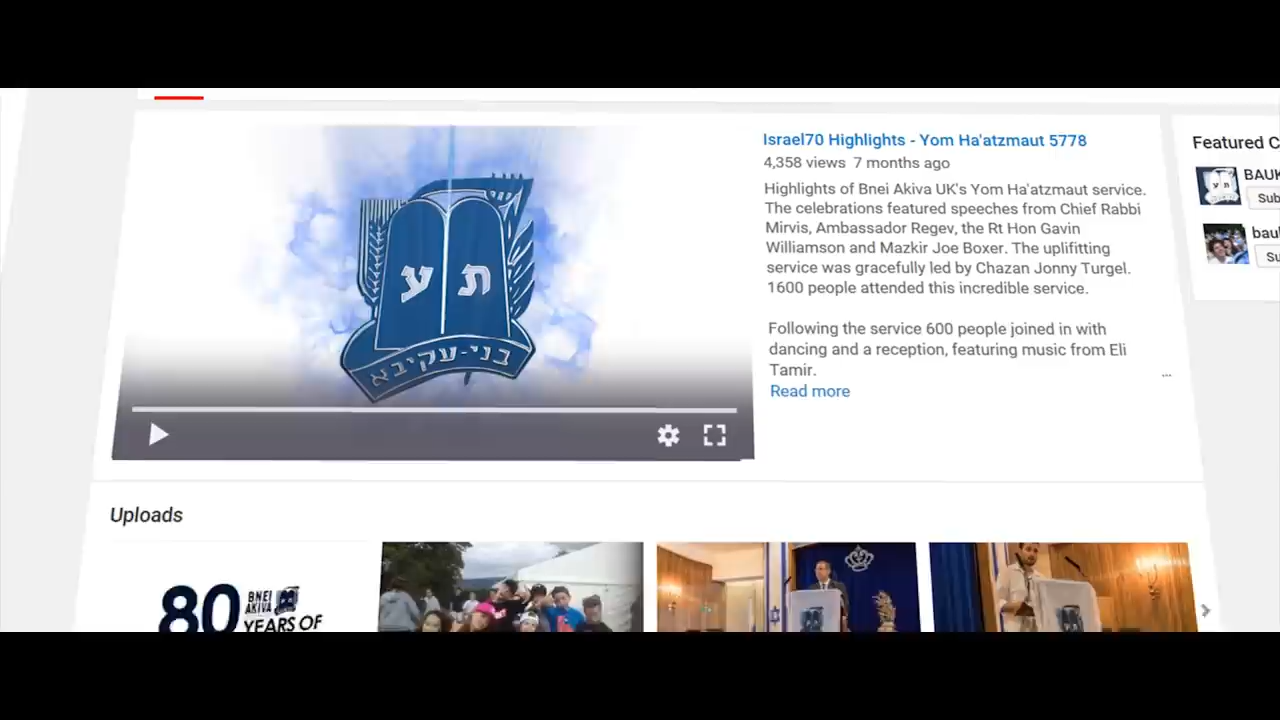 Israel70 Highlights - Yom Ha'atzmaut 5778
4,358 views 7 months ago
Highlights of Bnei Akiva UK's Yom Ha'atzmaut service.
The celebrations featured speeches from Chief Rabbi
Mirvis, Ambassador Regev, the Rt Hon Gavin
Williamson and Mazkir Joe Boxer. The uplifitting
service was gracefully led by Chazan Jonny Turgel.
1600 people attended this incredible service.
Following the service 600 people joined in with
dancing and a reception, featuring music from Eli
Tamir.
...
Read more
ת ע
בני-עקיבא
Featured C
BAUK
Sub
bauk
Su
Uploads
80
BNEI
AKIVA
YEARS OF